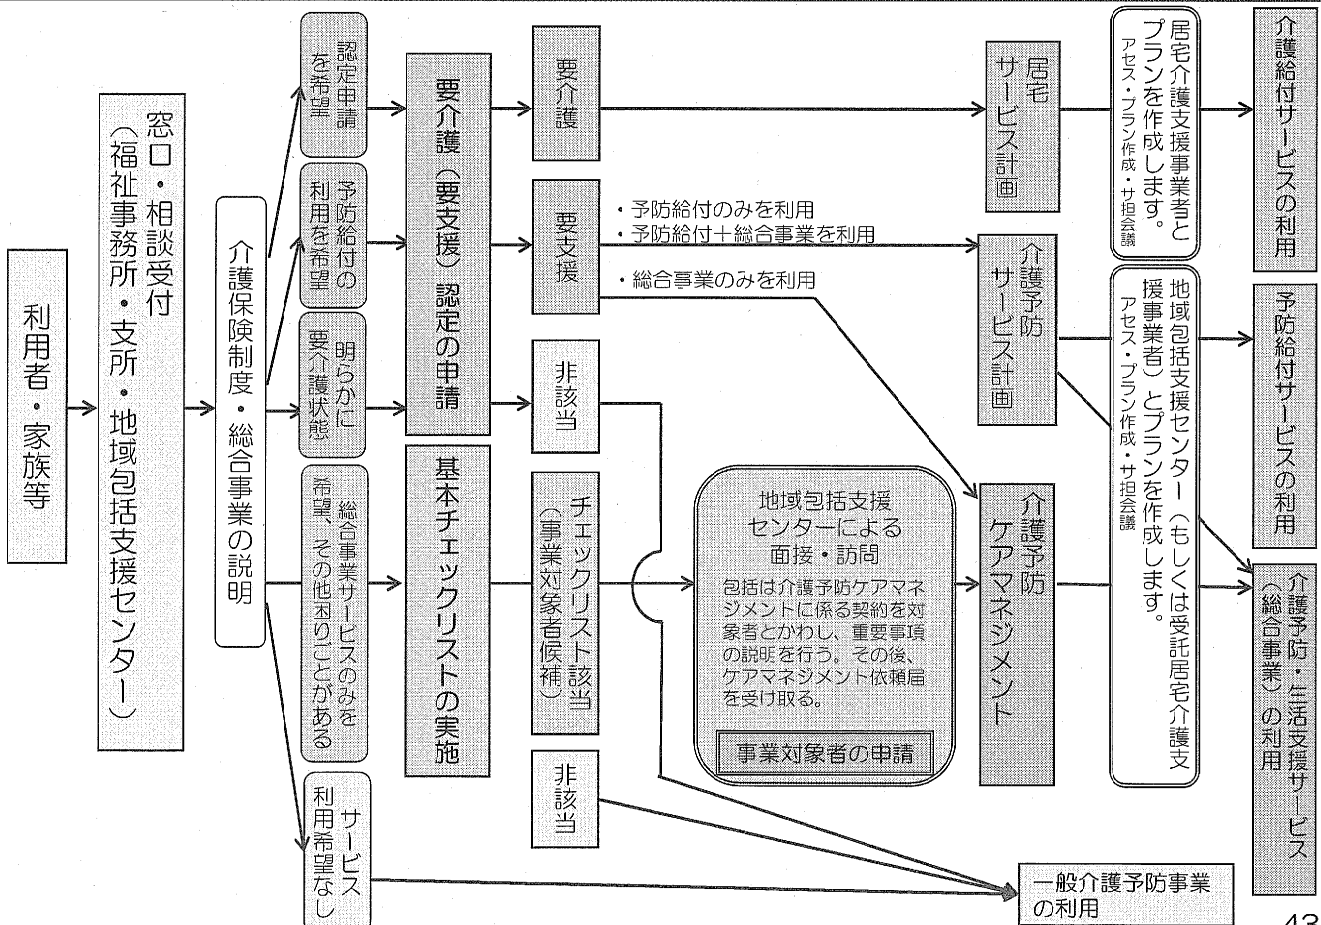 利用者・家族等
窓口・相談受付
（福祉事務所・支所・地域包括支援センター）
介護保険制度・総合事業の説明
認定申請
を希望
予防給付の
利用を希望
明らかに
要介護状態
総合事業サービスのみを
希望、その他困りごとがある
サービス
利用希望なし
要介護（要支援）認定の申請
基本チェックリストの実施
要介護
要支援
非該当
チェックリスト該当
（事業対象者候補）
非該当
・予防給付のみを利用
・予防給付＋総合事業を利用
・総合事業のみを利用
地域包括支援
センターによる
面接・訪問
包括は介護予防ケアマネ
ジメントに係る契約を対
象者とかわし、重要事項
の説明を行う。その後、
ケアマネジメント依頼届
を受け取る。
事業対象者の申請
居宅
サービス計画
介護予防
サービス計画
介護予防
ケアマネジメント
居宅介護支援事業者と
プランを作成します。
アセス・プラン作成・サ担会議
地域包括支援センター（もしくは受託居宅介護支
援事業者）とプランを作成します。
アセス・プラン作成・サ担会議
介護給付サービスの利用
予防給付サービスの利用
介護予防・生活支援サービス
（総合事業）の利用
一般介護予防事業
の利用
43